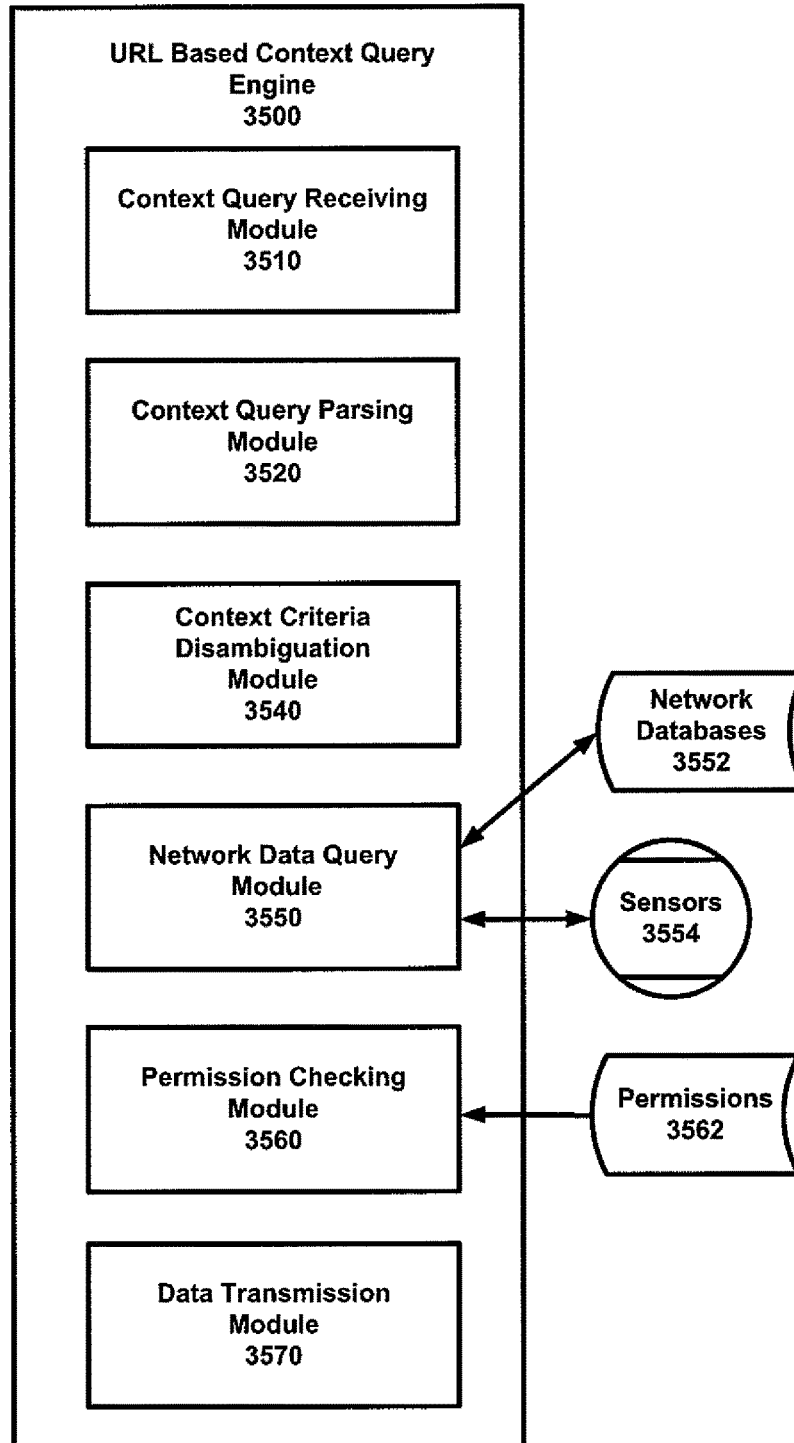 URL Based Context Query
Engine
3500
Context Query Receiving
Module
3510
Context Query Parsing
Module
3520
Context Criteria
Disambiguation
Module
3540
Network Data Query
Module
3550
Network
Databases
3552
Sensors
3554
Permission Checking
Module
3560
Permissions
3562
Data Transmission
Module
3570